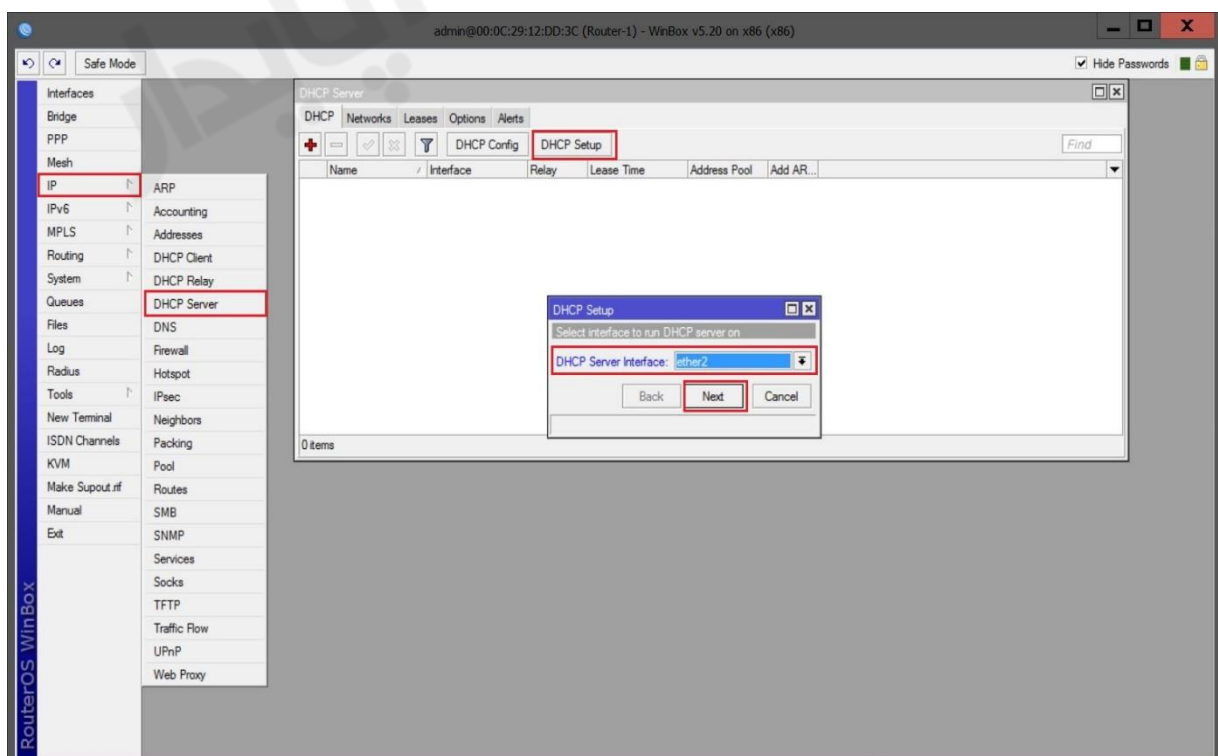 admin@00:0C:29:12:DD:3C (Router-1) - WinBox v5.20 on x86 (x86)
Safe Mode
Hide Passwords
Interfaces
Bridge
PPP
Mesh
IP
IPv6
MPLS
Routing
System
Queues
Files
Log
Radius
Tools
New Terminal
ISDN Channels
KVM
Make Supout.rif
Manual
Exit
RouterOS WinBox
ARP
Accounting
Addresses
DHCP Client
DHCP Relay
DHCP Server
DNS
Firewall
Hotspot
IPsec
Neighbors
Packing
Pool
Routes
SMB
SNMP
Services
Socks
TFTP
Traffic Flow
UPnP
Web Proxy
DHCP Server
DHCP Networks Leases Options Alerts
DHCP Config DHCP Setup Find
Name Interface Relay Lease Time Address Pool Add AR...
DHCP Setup
Select interface to run DHCP server on
DHCP Server Interface: ether2
Back Next Cancel
0 items